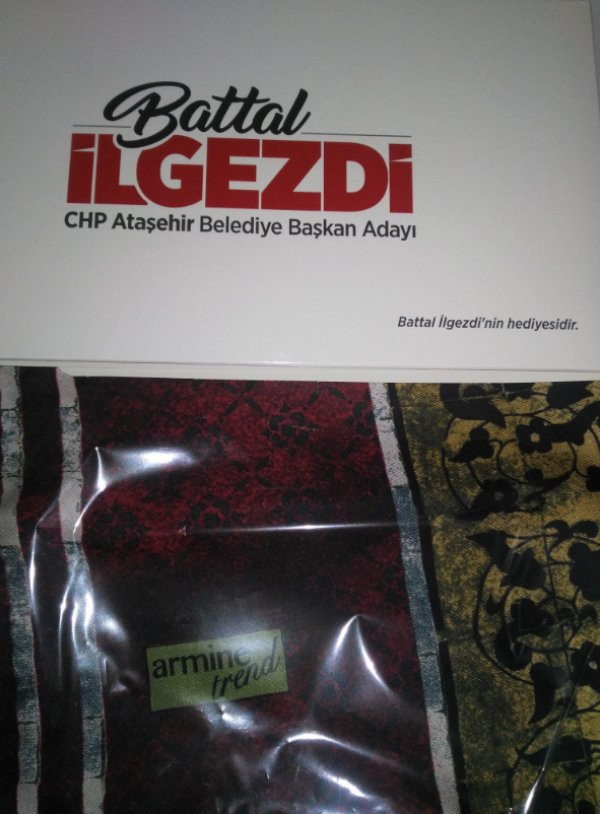 Battal
İLGEZDİ
CHP Ataşehir Belediye Başkan Adayı
Battal İlgezdi'nin hediyesidir.
armine
trend